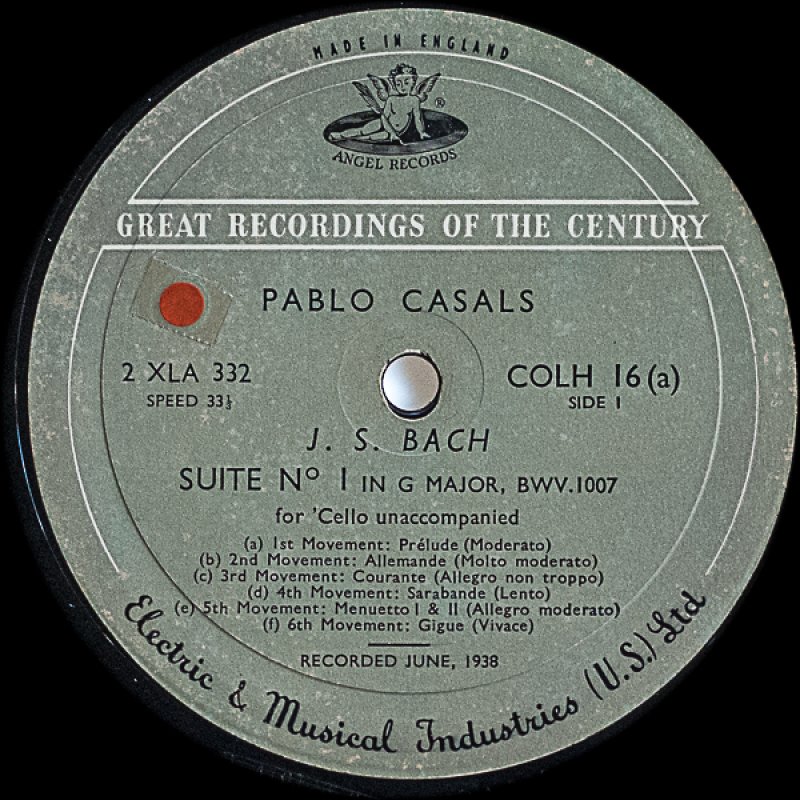 MADE IN ENGLAND
®
ANGEL RECORDS
GREAT RECORDINGS OF THE CENTURY
PABLO CASALS
2 XLA 332
SPEED 33⅓
COLH 16(a)
SIDE 1
J. S. BACH
SUITE Nº 1 IN G MAJOR, BWV.1007
for 'Cello unaccompanied
(a) 1st Movement: Prélude (Moderato)
(b) 2nd Movement: Allemande (Molto moderato)
(c) 3rd Movement: Courante (Allegro non troppo)
(d) 4th Movement: Sarabande (Lento)
(e) 5th Movement: Menuetto I & II (Allegro moderato)
(f) 6th Movement: Gigue (Vivace)
RECORDED JUNE, 1938
Electric & Musical Industries (U.S.) Ltd